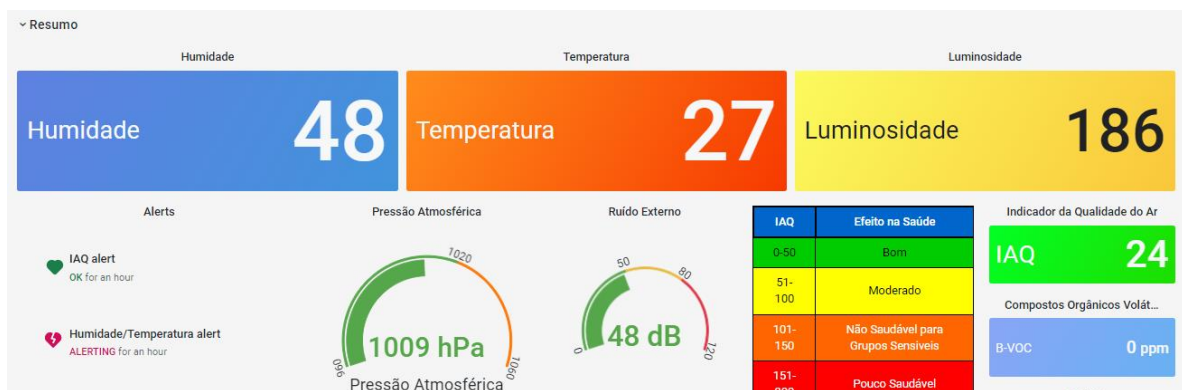 Resumo
Humidade
Temperatura
Luminosidade
Humidade
48
Temperatura
27
Luminosidade
186
Alerts
IAQ alert
OK for an hour
Humidade/Temperatura alert
ALERTING for an hour
Pressão Atmosférica
1020
960
1060
1009 hPa
Pressão Atmosférica
Ruído Externo
50
80
0
120
48 dB
IAQ
Efeito na Saúde
0-50
Bom
51-
100
Moderado
101-
150
Não Saudável para
Grupos Sensíveis
151-
Pouco Saudável
Indicador da Qualidade do Ar
IAQ
24
Compostos Orgânicos Volát...
B-VOC
0 ppm